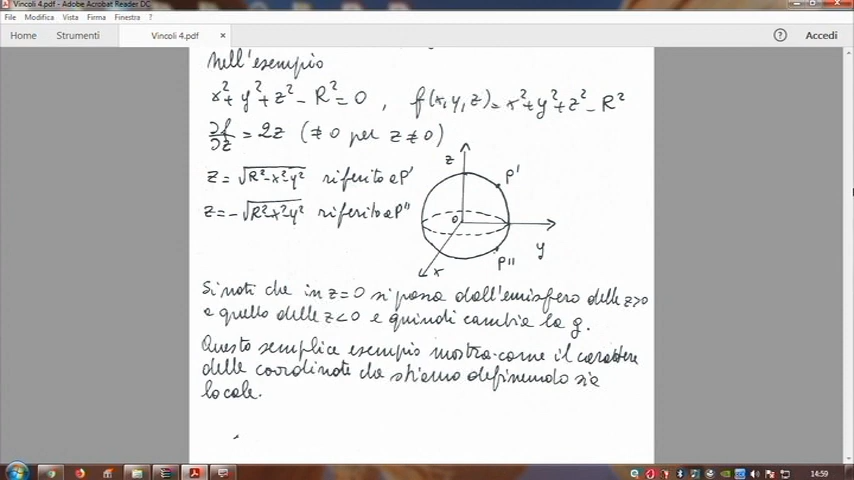 Vincoli 4.pdf - Adobe Acrobat Reader DC
File Modifica Vista Firma Finestra ?
Home Strumenti Vincoli 4.pdf × ? Accedi
nell'esempio
x²+y²+z²-R²=0 , f(x,y,z)=x²+y²+z²-R²
∂f/∂z = 2z (≠0 per z≠0)
z = √R²-x²-y² riferito a P'
z = -√R²-x²-y² riferito a P''
z
P'
O
y
P''
x
Si noti che in z=0 si passa dall'emisfero delle z>0
a quello delle z<0 e quindi cambia la g.
Questo semplice esempio mostra come il carattere
delle coordinate che stiamo definendo sia
locale.
14:59